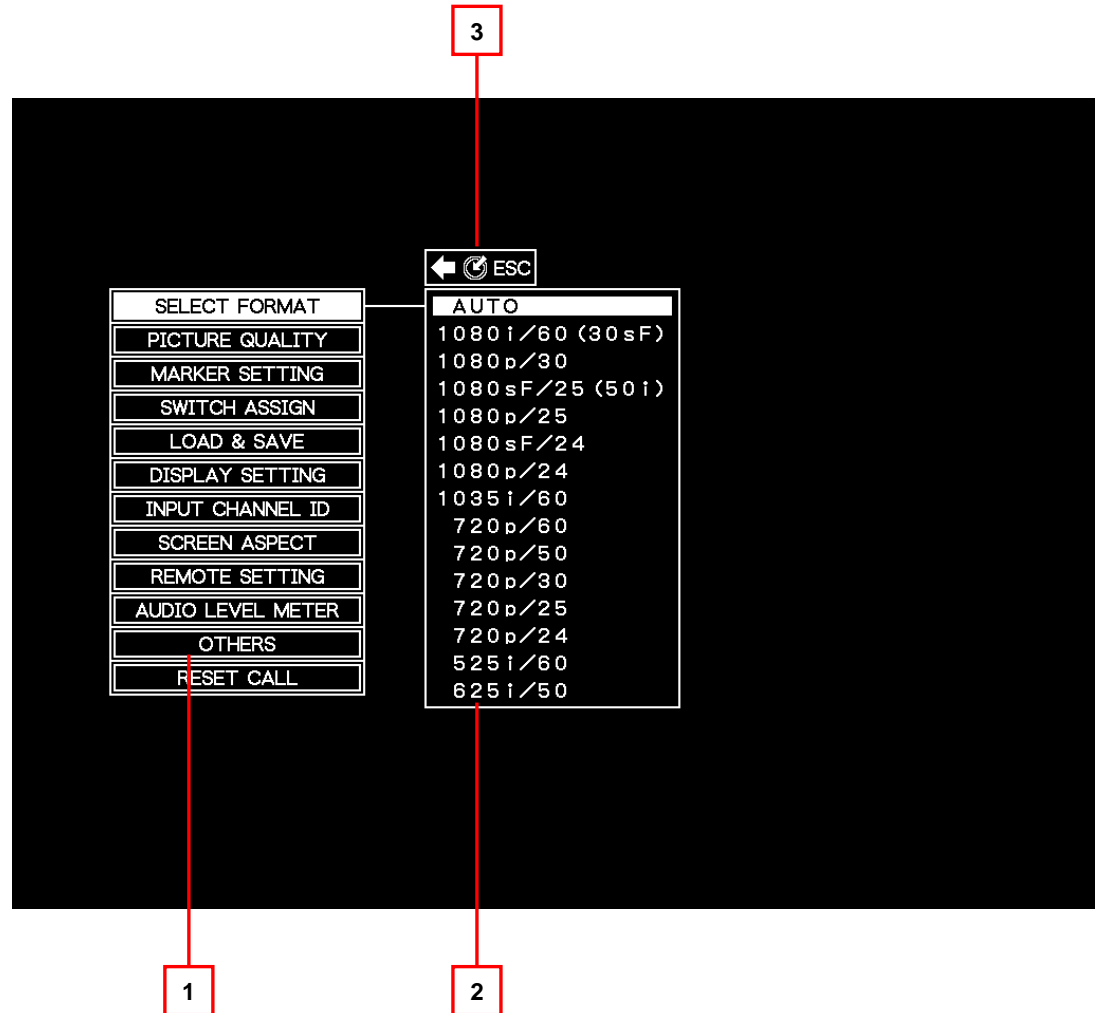 3
ESC
SELECT FORMAT
PICTURE QUALITY
MARKER SETTING
SWITCH ASSIGN
LOAD & SAVE
DISPLAY SETTING
INPUT CHANNEL ID
SCREEN ASPECT
REMOTE SETTING
AUDIO LEVEL METER
OTHERS
RESET CALL
AUTO
1080i/60(30sF)
1080p/30
1080sF/25(50i)
1080p/25
1080sF/24
1080p/24
1035i/60
720p/60
720p/50
720p/30
720p/25
720p/24
525i/60
625i/50
1
2